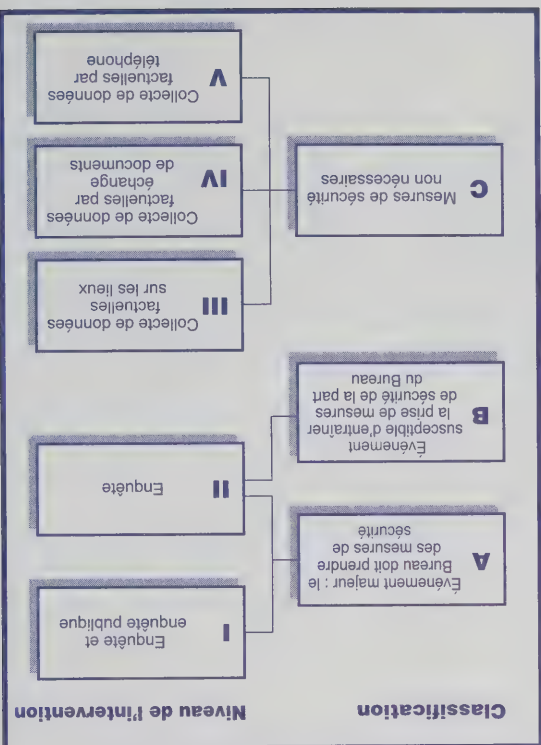 Classification
Niveau de l'intervention
A
Événement majeur : le
Bureau doit prendre
des mesures de
sécurité
I
Enquête et
enquête publique
B
Événement
susceptible d'entraîner
la prise de mesures
de sécurité de la part
du Bureau
II
Enquête
C
Mesures de sécurité
non nécessaires
III
Collecte de données
factuelles
sur les lieux
IV
Collecte de données
factuelles par
échange
de documents
V
Collecte de données
factuelles par
téléphone